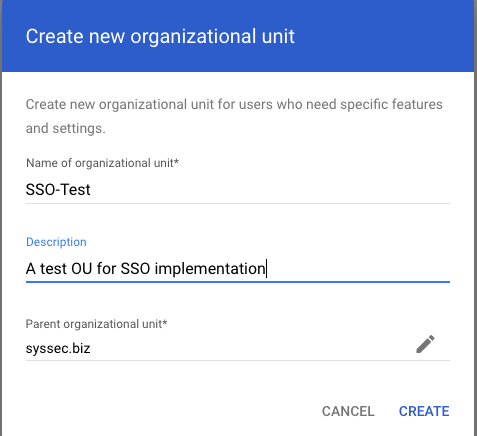 Create new organizational unit
Create new organizational unit for users who need specific features
and settings.
Name of organizational unit*
SSO-Test
Description
A test OU for SSO implementation
Parent organizational unit*
syssec.biz
CANCEL CREATE